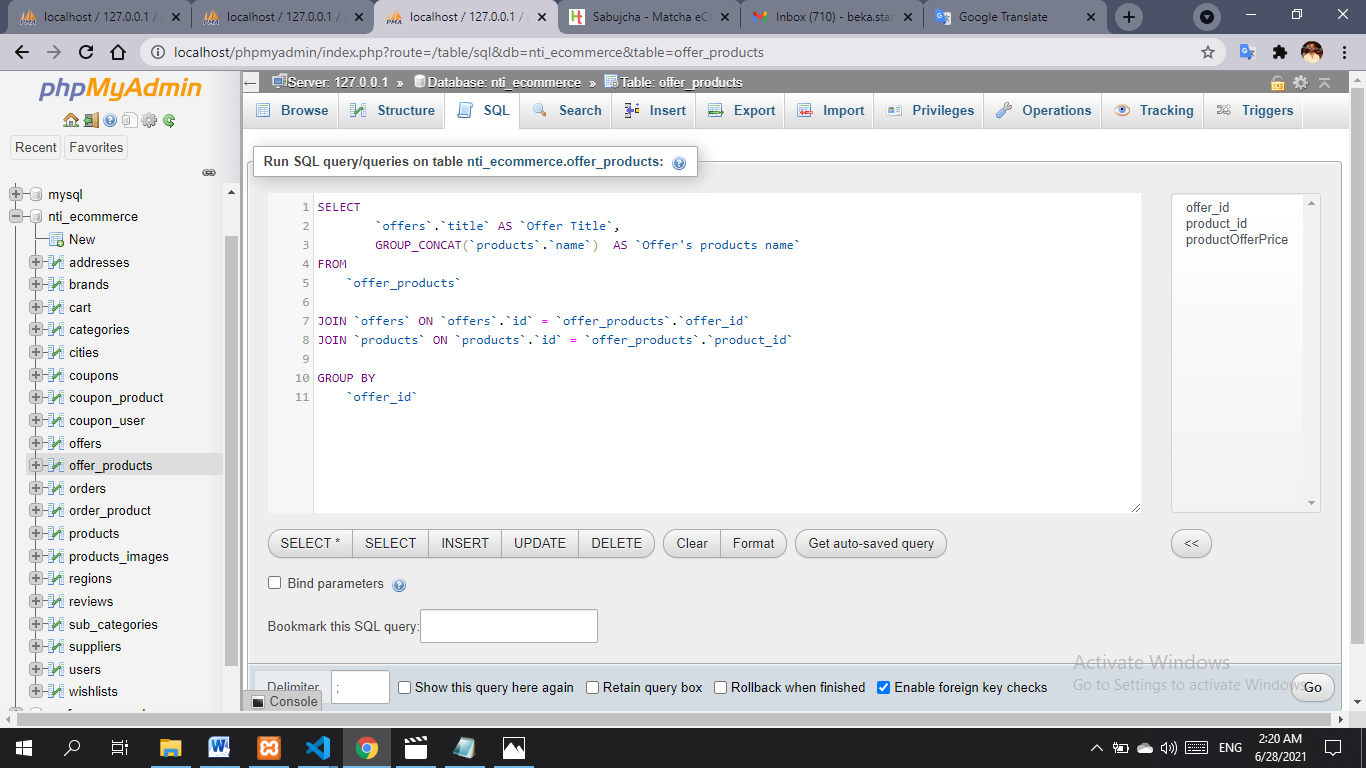 localhost / 127.0.0.1 /
localhost / 127.0.0.1 /
localhost / 127.0.0.1 /
Sabujcha - Matcha eC
Inbox (710) - beka.sta
Google Translate
localhost/phpmyadmin/index.php?route=/table/sql&db=nti_ecommerce&table=offer_products
phpMyAdmin
Recent
Favorites
mysql
nti_ecommerce
New
addresses
brands
cart
categories
cities
coupons
coupon_product
coupon_user
offers
offer_products
orders
order_product
products
products_images
regions
reviews
sub_categories
suppliers
users
wishlists
Server: 127.0.0.1 » Database: nti_ecommerce » Table: offer_products
Browse
Structure
SQL
Search
Insert
Export
Import
Privileges
Operations
Tracking
Triggers
Run SQL query/queries on table nti_ecommerce.offer_products:
1 SELECT
2 `offers`.`title` AS `Offer Title`,
3 GROUP_CONCAT(`products`.`name`)  AS `Offer's products name`
4 FROM
5 `offer_products`
6
7 JOIN `offers` ON `offers`.`id` = `offer_products`.`offer_id`
8 JOIN `products` ON `products`.`id` = `offer_products`.`product_id`
9
10 GROUP BY
11 `offer_id`
offer_id
product_id
productOfferPrice
SELECT *
SELECT
INSERT
UPDATE
DELETE
Clear
Format
Get auto-saved query
<<
Bind parameters
Bookmark this SQL query:
Activate Windows
Go to Settings to activate Windows.
Delimiter
;
Show this query here again
Retain query box
Rollback when finished
Enable foreign key checks
Go
Console
ENG
2:20 AM
6/28/2021